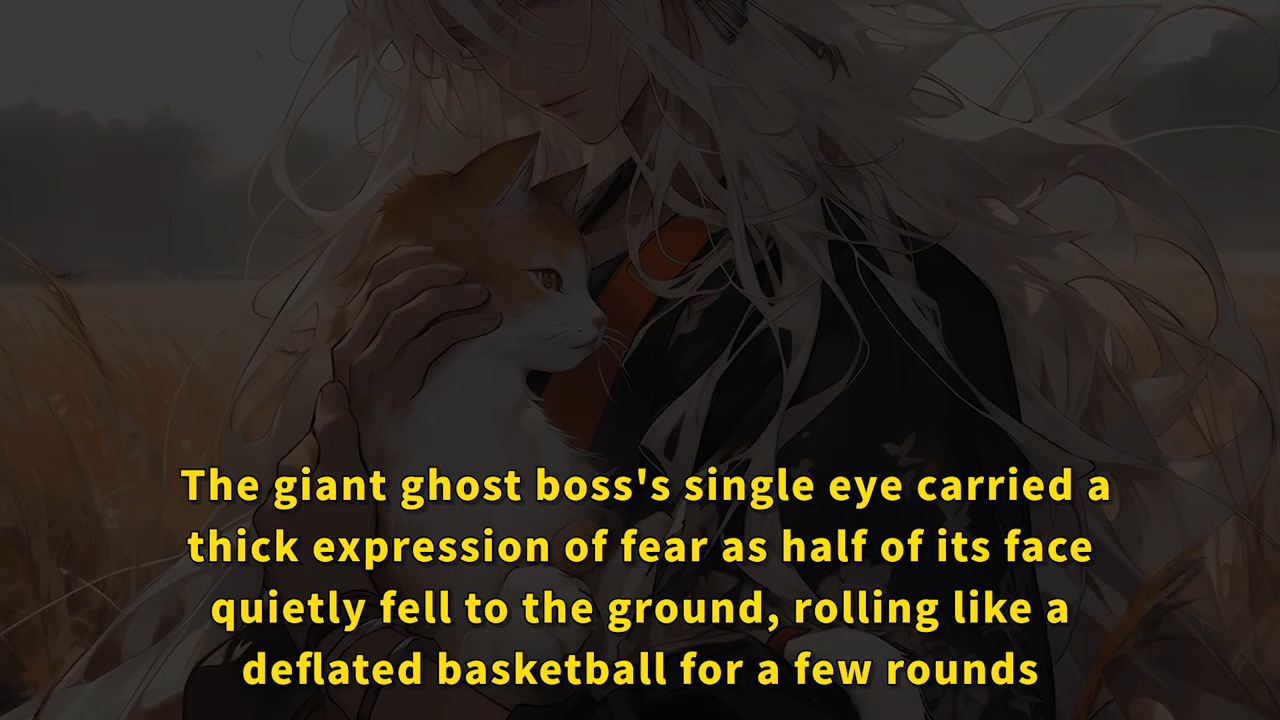 The giant ghost boss's single eye carried a
thick expression of fear as half of its face
quietly fell to the ground, rolling like a
deflated basketball for a few rounds